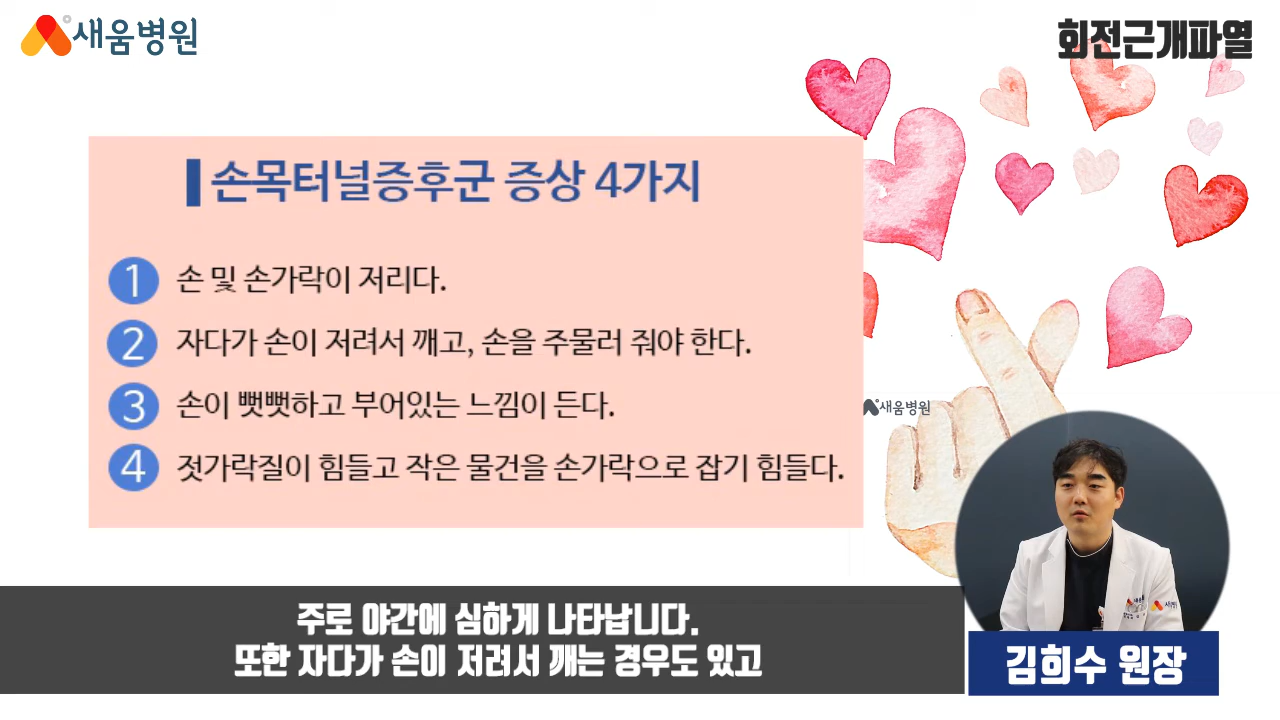 새움병원
회전근개파열
손목터널증후군 증상 4가지
1 손 및 손가락이 저리다.
2 자다가 손이 저려서 깨고, 손을 주물러 줘야 한다.
3 손이 뻣뻣하고 부어있는 느낌이 든다.
4 젓가락질이 힘들고 작은 물건을 손가락으로 잡기 힘들다.
새움병원
주로 야간에 심하게 나타납니다.
또한 자다가 손이 저려서 깨는 경우도 있고
김희수 원장